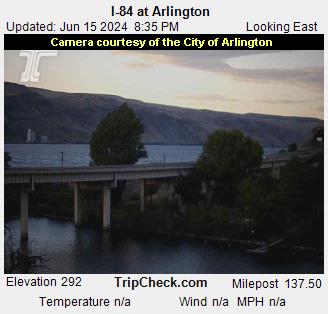 I-84 at Arlington
Updated: Jun 15 2024 8:35 PM Looking East
Camera courtesy of the City of Arlington
Elevation 292 TripCheck.com Milepost 137.50
Temperature n/a Wind n/a MPH n/a